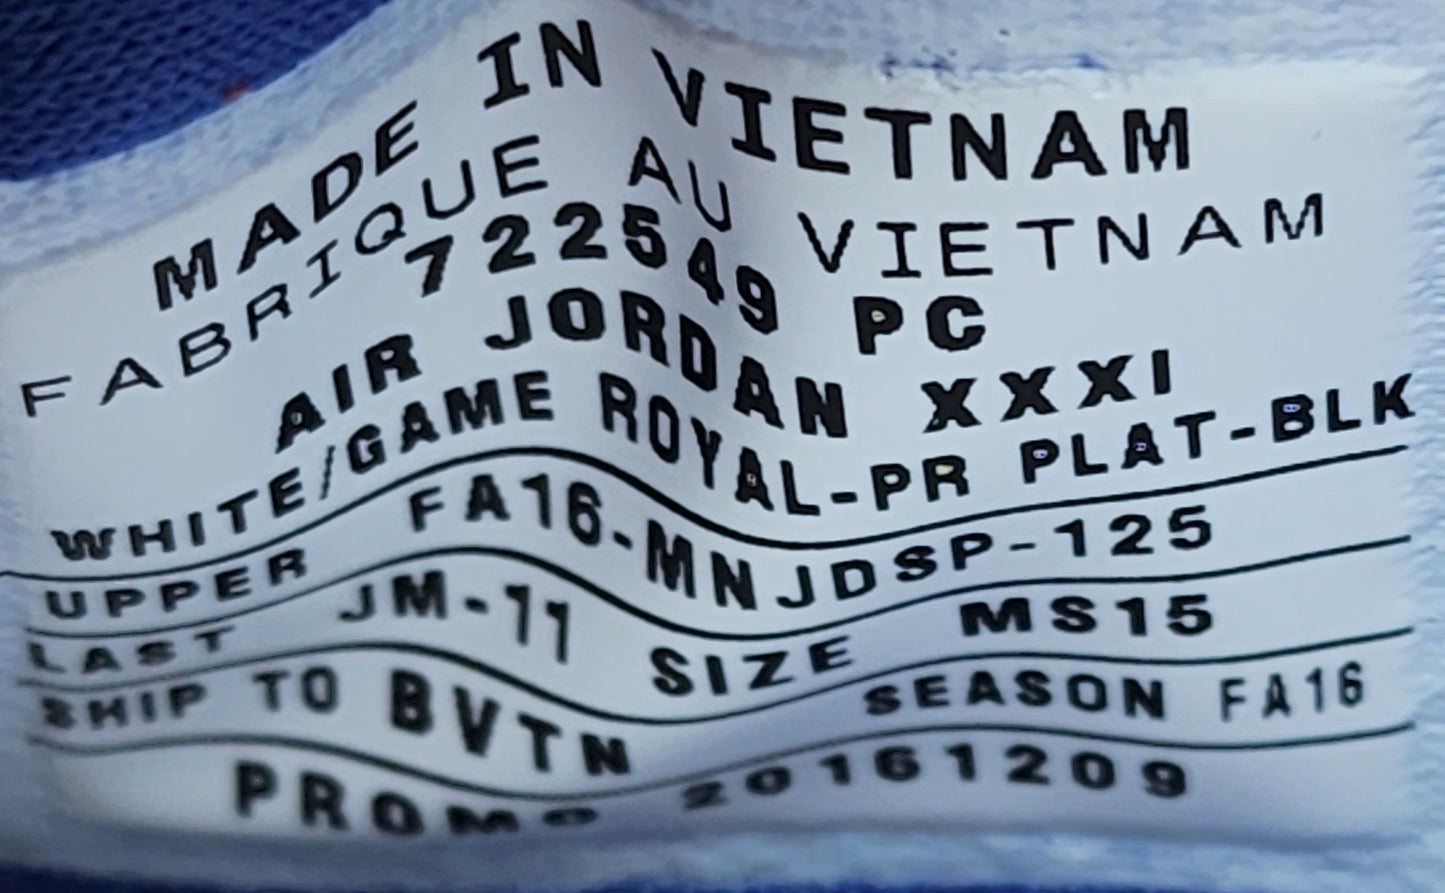 MADE IN VIETNAM
FABRIQUE AU VIETNAM
722549 PC
AIR JORDAN XXXI
WHITE/GAME ROYAL-PR PLAT-BLK
UPPER FA16-MNJDSP-125
LAST JM-11 SIZE MS15
SHIP TO BVTN SEASON FA16
PROMO 20161209